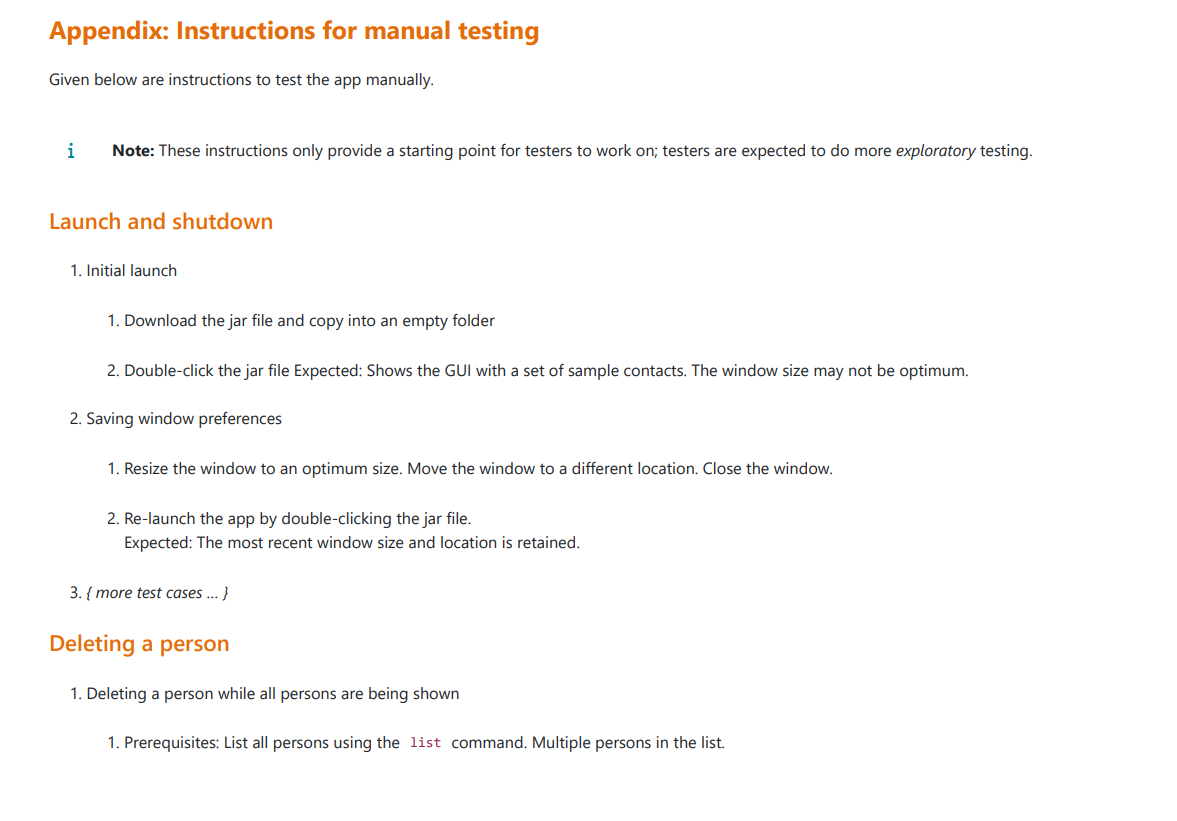 Appendix: Instructions for manual testing
Given below are instructions to test the app manually.
i Note: These instructions only provide a starting point for testers to work on; testers are expected to do more exploratory testing.
Launch and shutdown
1. Initial launch
1. Download the jar file and copy into an empty folder
2. Double-click the jar file Expected: Shows the GUI with a set of sample contacts. The window size may not be optimum.
2. Saving window preferences
1. Resize the window to an optimum size. Move the window to a different location. Close the window.
2. Re-launch the app by double-clicking the jar file.
Expected: The most recent window size and location is retained.
3. { more test cases … }
Deleting a person
1. Deleting a person while all persons are being shown
1. Prerequisites: List all persons using the list command. Multiple persons in the list.